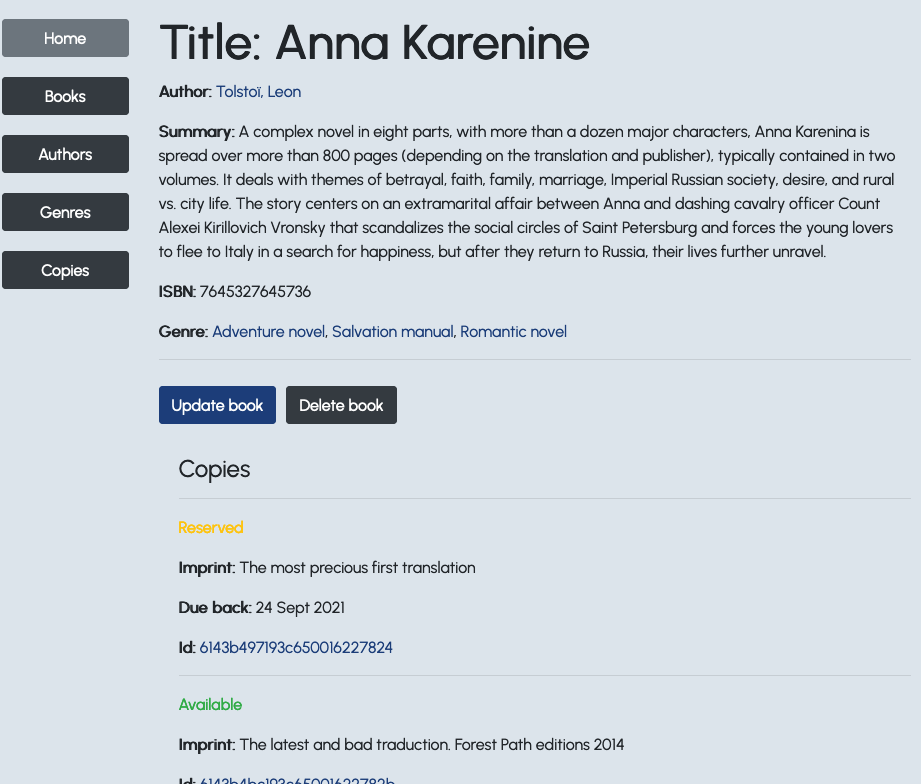 Home
Books
Authors
Genres
Copies
Title: Anna Karenine
Author: Tolstoï, Leon
Summary: A complex novel in eight parts, with more than a dozen major characters, Anna Karenina is
spread over more than 800 pages (depending on the translation and publisher), typically contained in two
volumes. It deals with themes of betrayal, faith, family, marriage, Imperial Russian society, desire, and rural
vs. city life. The story centers on an extramarital affair between Anna and dashing cavalry officer Count
Alexei Kirillovich Vronsky that scandalizes the social circles of Saint Petersburg and forces the young lovers
to flee to Italy in a search for happiness, but after they return to Russia, their lives further unravel.
ISBN: 7645327645736
Genre: Adventure novel, Salvation manual, Romantic novel
Update book Delete book
Copies
Reserved
Imprint: The most precious first translation
Due back: 24 Sept 2021
Id: 6143b497193c650016227824
Available
Imprint: The latest and bad traduction. Forest Path editions 2014
Id: